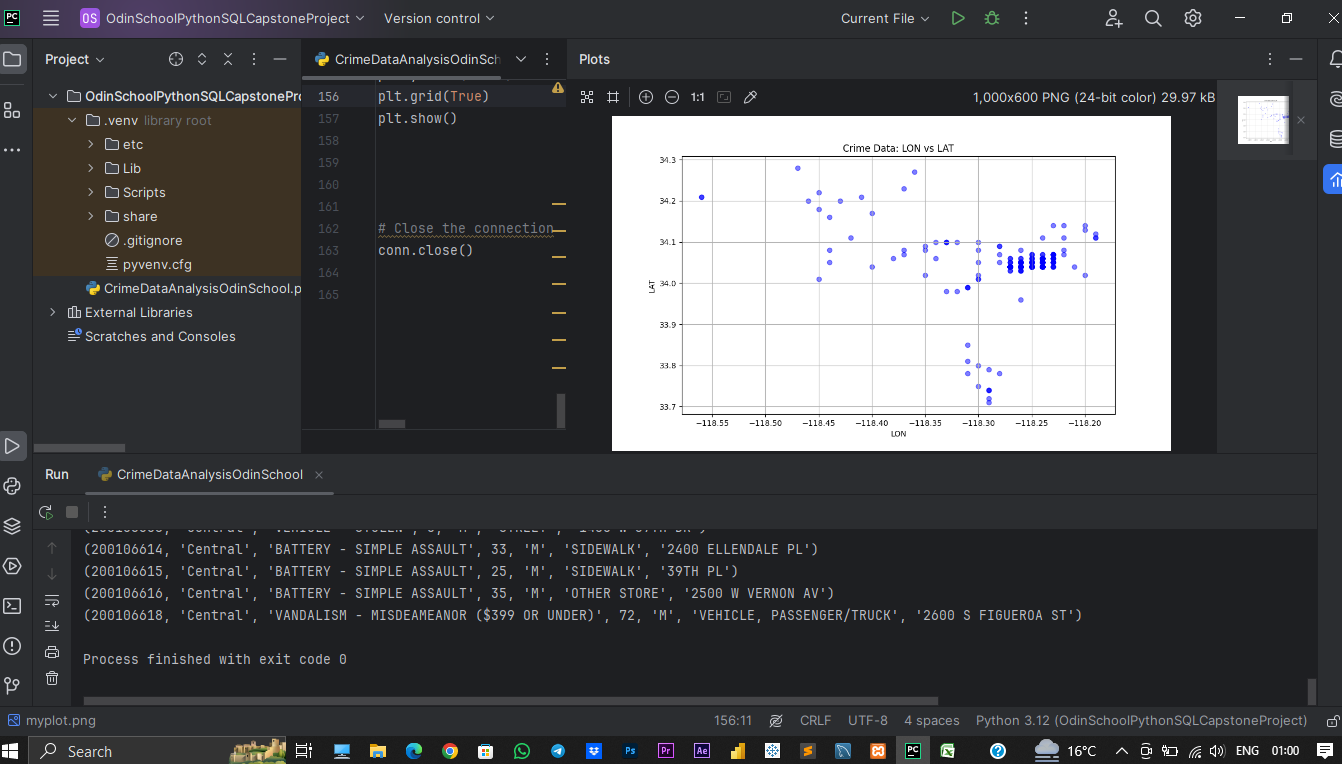 PC
OS OdinSchoolPythonSQLCapstoneProject Version control Current File
Project
CrimeDataAnalysisOdinSch
Plots
OdinSchoolPythonSQLCapstonePro
.venv library root
etc
Lib
Scripts
share
.gitignore
pyvenv.cfg
CrimeDataAnalysisOdinSchool.p
External Libraries
Scratches and Consoles
156 plt.grid(True)
157 plt.show()
158
159
160
161
162 # Close the connection
163 conn.close()
164
165
1:1 1,000x600 PNG (24-bit color) 29.97 kB
Crime Data: LON vs LAT
34.3
34.2
34.1
34.0
33.9
33.8
33.7
LAT
−118.55 −118.50 −118.45 −118.40 −118.35 −118.30 −118.25 −118.20
LON
Run CrimeDataAnalysisOdinSchool
(200106614, 'Central', 'BATTERY - SIMPLE ASSAULT', 33, 'M', 'SIDEWALK', '2400 ELLENDALE PL')
(200106615, 'Central', 'BATTERY - SIMPLE ASSAULT', 25, 'M', 'SIDEWALK', '39TH PL')
(200106616, 'Central', 'BATTERY - SIMPLE ASSAULT', 35, 'M', 'OTHER STORE', '2500 W VERNON AV')
(200106618, 'Central', 'VANDALISM - MISDEAMEANOR ($399 OR UNDER)', 72, 'M', 'VEHICLE, PASSENGER/TRUCK', '2600 S FIGUEROA ST')
Process finished with exit code 0
myplot.png 156:11 CRLF UTF-8 4 spaces Python 3.12 (OdinSchoolPythonSQLCapstoneProject)
Search Ps Pr Ae PC 16°C ENG 01:00